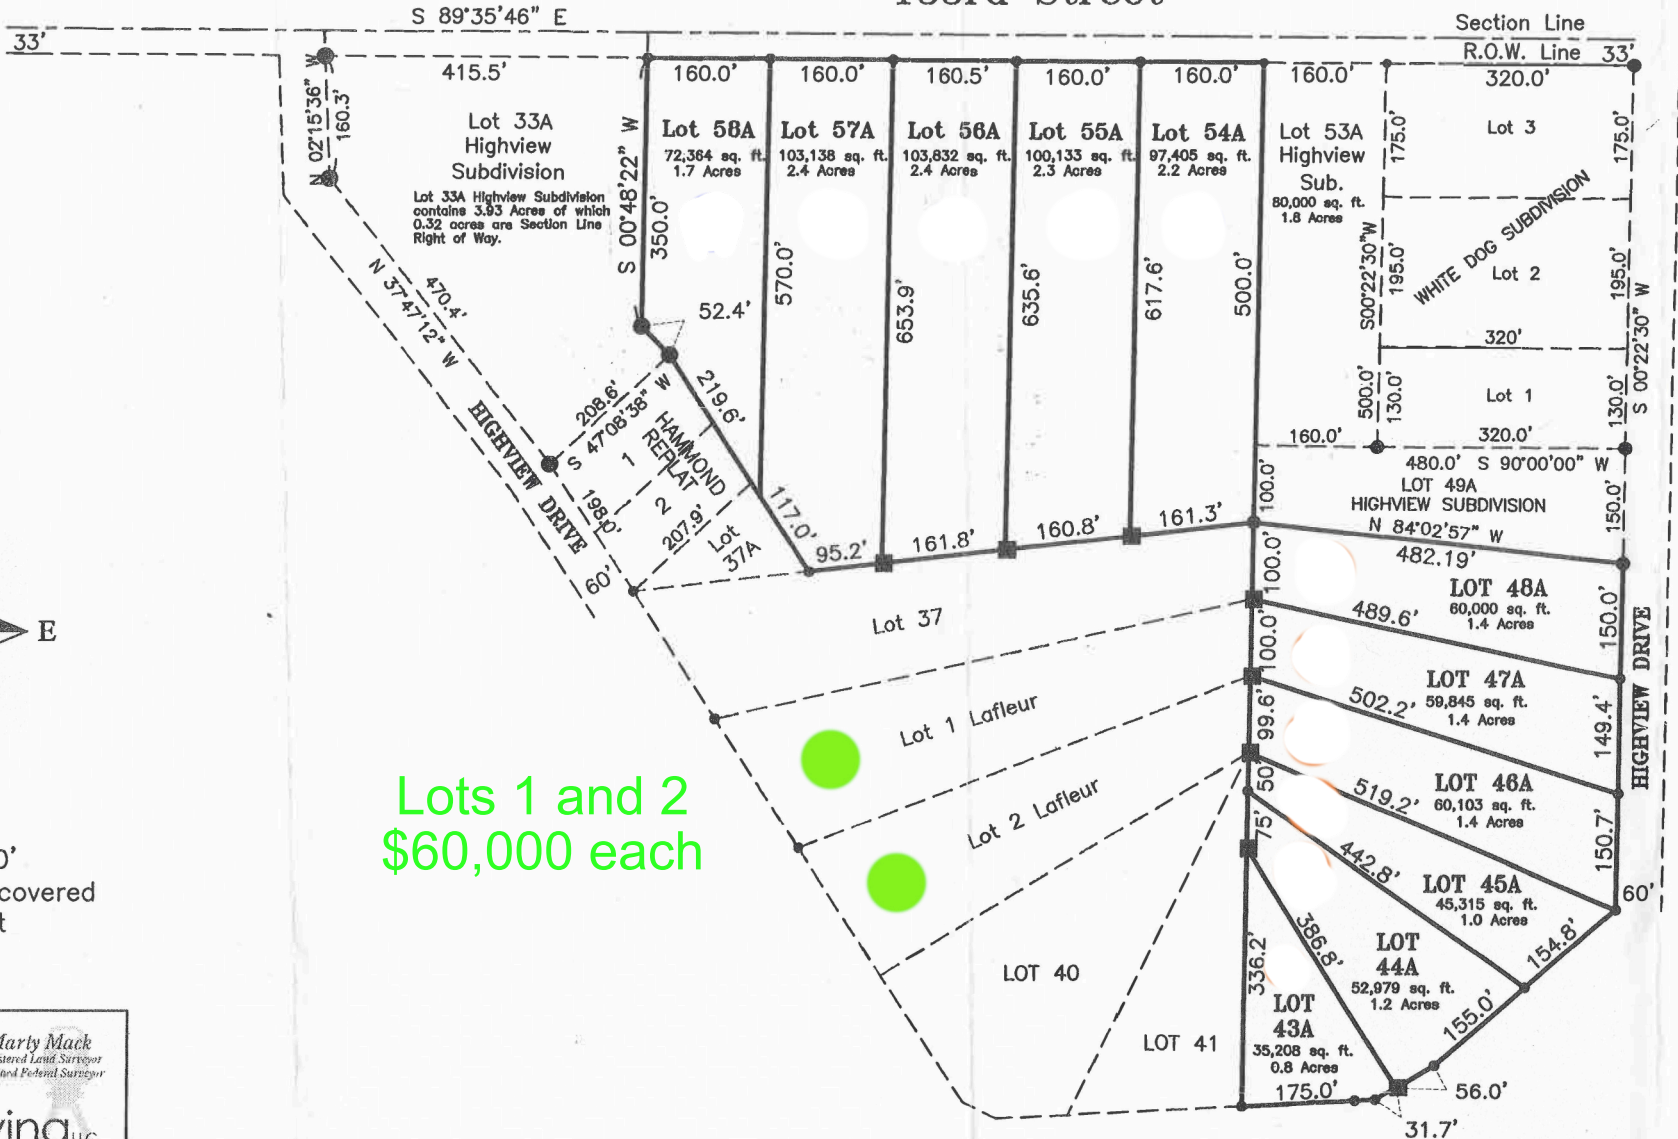 S 89°35'46" E
Section Line
33'
R.O.W. Line 33'
415.5'
160.0'
160.0'
160.5'
160.0'
160.0'
160.0'
320.0'
N 02°15'36" W
160.3'
Lot 33A
Highview
Subdivision
Lot 33A Highview Subdivision
contains 3.93 Acres of which
0.32 acres are Section Line
Right of Way.
S 00°48'22" W
350.0'
Lot 58A
72,364 sq. ft.
1.7 Acres
Lot 57A
103,138 sq. ft.
2.4 Acres
Lot 56A
103,832 sq. ft.
2.4 Acres
Lot 55A
100,133 sq. ft.
2.3 Acres
Lot 54A
97,405 sq. ft.
2.2 Acres
Lot 53A
Highview
Sub.
80,000 sq. ft.
1.8 Acres
175.0'
Lot 3
175.0'
WHITE DOG SUBDIVISION
S00°22'30"W
195.0'
Lot 2
195.0'
S 00°22'30" W
320'
500.0'
130.0'
Lot 1
130.0'
570.0'
653.9'
635.6'
617.6'
500.0'
52.4'
N 37°47'12" W
470.4'
208.6'
S 47°08'38" W
219.6'
HAMMOND
REPLAT
1
2
HIGHVIEW DRIVE
198.0'
207.9'
Lot
37A
117.0'
60'
95.2'
161.8'
160.8'
161.3'
160.0'
320.0'
480.0' S 90°00'00" W
LOT 49A
HIGHVIEW SUBDIVISION
N 84°02'57" W
482.19'
100.0'
150.0'
100.0'
LOT 48A
60,000 sq. ft.
1.4 Acres
150.0'
489.6'
E
Lot 37
100.0'
LOT 47A
59,845 sq. ft.
1.4 Acres
149.4'
HIGHVIEW DRIVE
502.2'
Lot 1 Lafleur
99.6'
LOT 46A
60,103 sq. ft.
1.4 Acres
150.7'
519.2'
Lots 1 and 2
$60,000 each
Lot 2 Lafleur
50'
75'
442.8'
LOT 45A
45,315 sq. ft.
1.0 Acres
60'
0'
covered
t
154.8'
LOT
44A
52,979 sq. ft.
1.2 Acres
386.8'
336.2'
LOT 40
LOT
43A
35,208 sq. ft.
0.8 Acres
155.0'
LOT 41
175.0'
56.0'
31.7'
Marty Mack